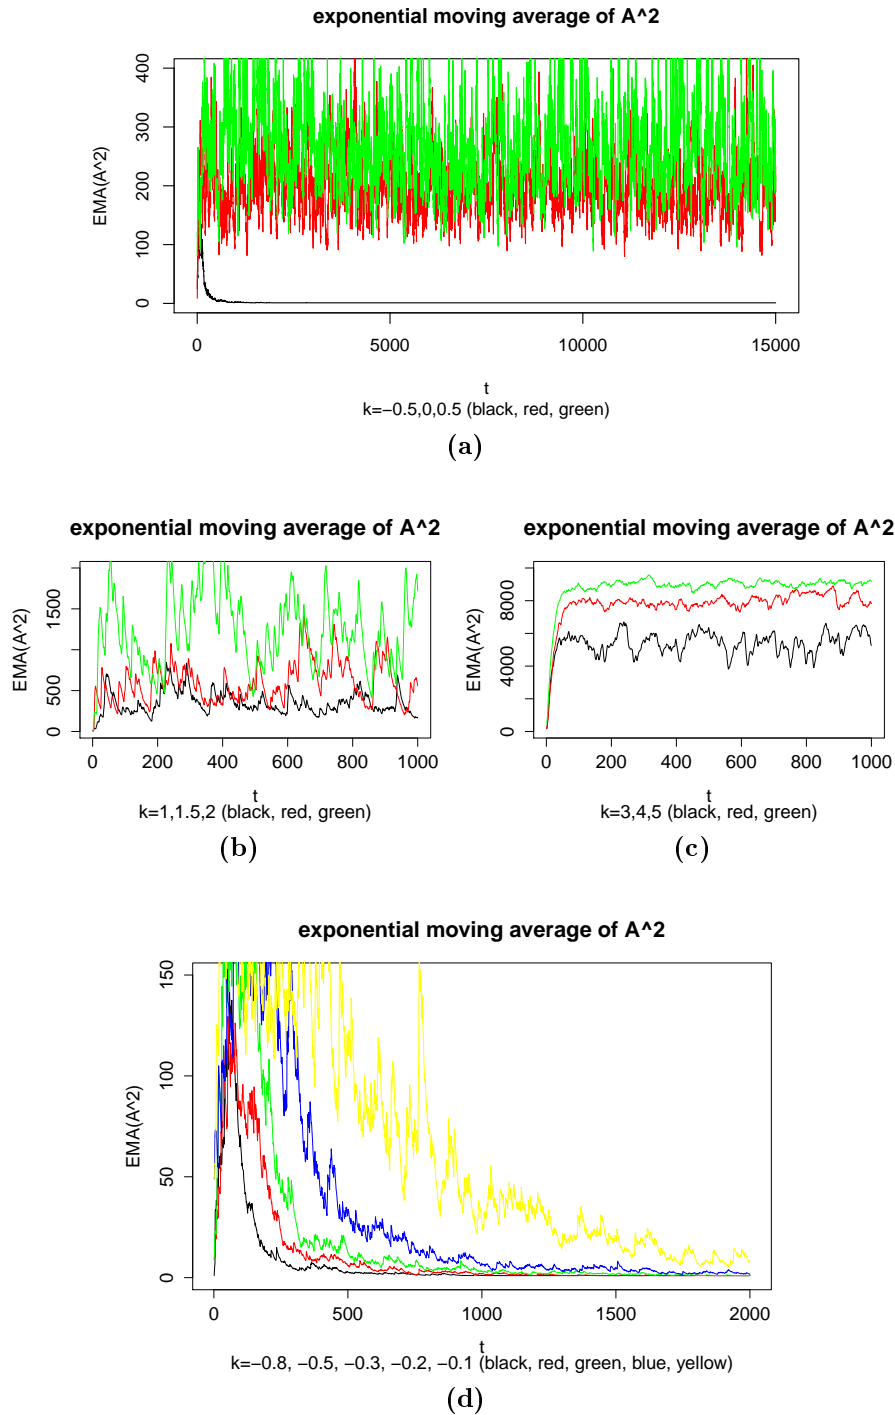 exponential moving average of A^2
EMA(A^2)
400
300
200
100
0
0 5000 10000 15000
t
k=−0.5,0,0.5 (black, red, green)
(a)
exponential moving average of A^2
EMA(A^2)
1500
500
0
0 200 400 600 800 1000
t
k=1,1.5,2 (black, red, green)
(b)
exponential moving average of A^2
EMA(A^2)
8000
4000
0
0 200 400 600 800 1000
t
k=3,4,5 (black, red, green)
(c)
exponential moving average of A^2
EMA(A^2)
150
100
50
0
0 500 1000 1500 2000
t
k=−0.8, −0.5, −0.3, −0.2, −0.1 (black, red, green, blue, yellow)
(d)